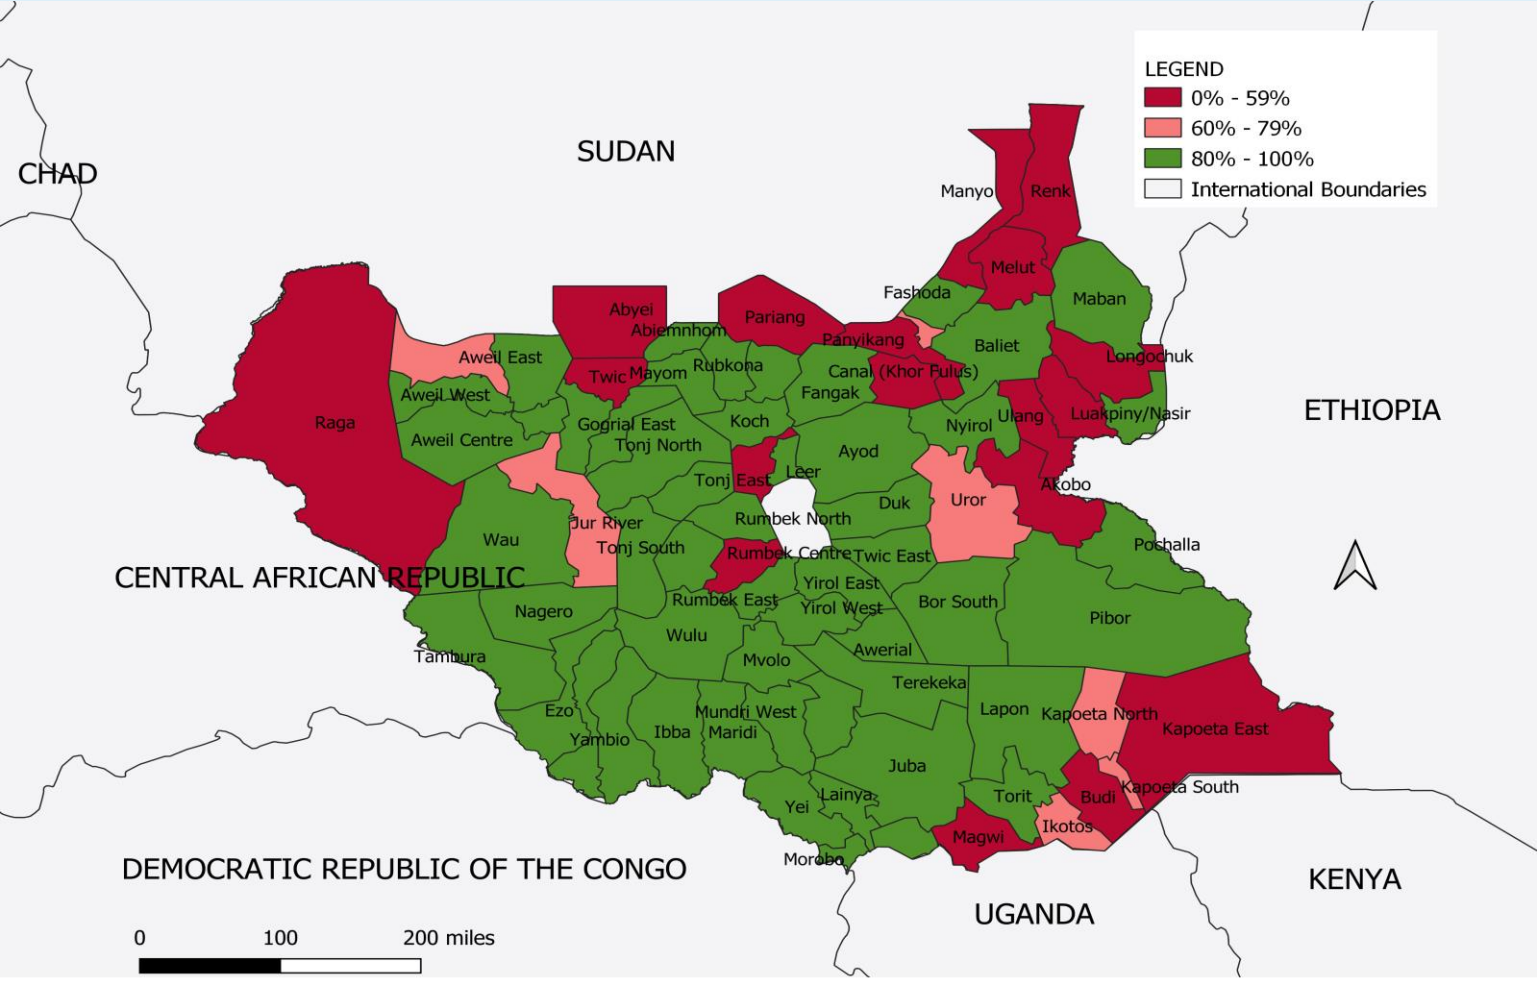 LEGEND
0% - 59%
60% - 79%
80% - 100%
International Boundaries
SUDAN
CHAD
Manyo
Renk
Melut
Fashoda
Maban
Abyei
Pariang
Abiemnhom
Panyikang
Baliet
Longochuk
Aweil East
Rubkona
Twic
Mayom
Canal (Khor Fulus)
Aweil West
Fangak
ETHIOPIA
Raga
Gogrial East
Koch
Nyirol
Ulang
Luakpiny/Nasir
Aweil Centre
Tonj North
Ayod
Leer
Tonj East
Akobo
Uror
Duk
Jur River
Rumbek North
Wau
Tonj South
Rumbek Centre
Twic East
Pochalla
CENTRAL AFRICAN REPUBLIC
Yirol East
Rumbek East
Yirol West
Bor South
Nagero
Pibor
Wulu
Tambura
Mvolo
Awerial
Terekeka
Ezo
Mundri West
Lapon
Kapoeta North
Yambio
Ibba
Maridi
Kapoeta East
Juba
Kapoeta South
Yei
Lainya
Torit
Budi
Magwi
Ikotos
Morobo
DEMOCRATIC REPUBLIC OF THE CONGO
KENYA
UGANDA
0 100 200 miles